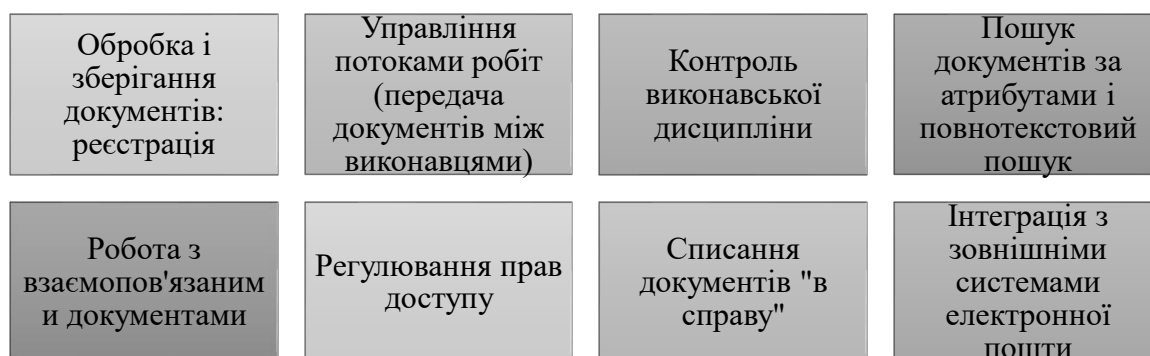 Обробка і
зберігання
документів:
реєстрація
Управління
потоками робіт
(передача
документів між
виконавцями)
Контроль
виконавської
дисципліни
Пошук
документів за
атрибутами і
повнотекстовий
пошук
Робота з
взаємопов'язаним
и документами
Регулювання прав
доступу
Списання
документів "в
справу"
Інтеграція з
зовнішніми
системами
електронної
пошти